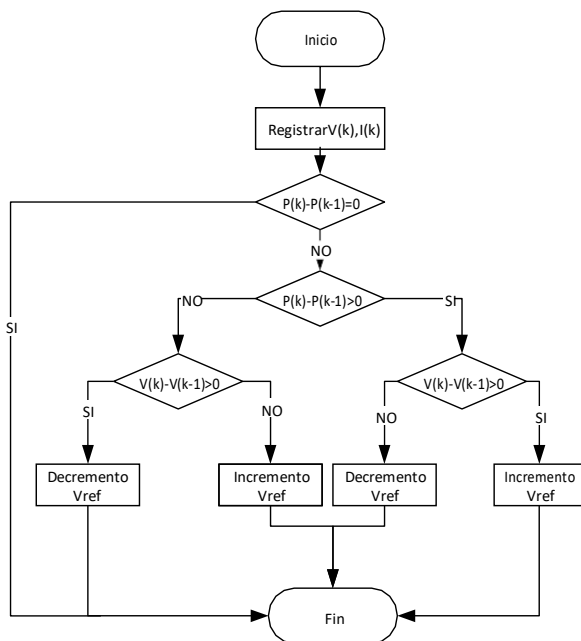 Inicio
RegistrarV(k),I(k)
P(k)-P(k-1)=0
NO
P(k)-P(k-1)>0
NO
SI
SI
V(k)-V(k-1)>0
V(k)-V(k-1)>0
SI
NO
NO
SI
Decremento
Vref
Incremento
Vref
Decremento
Vref
Incremento
Vref
Fin